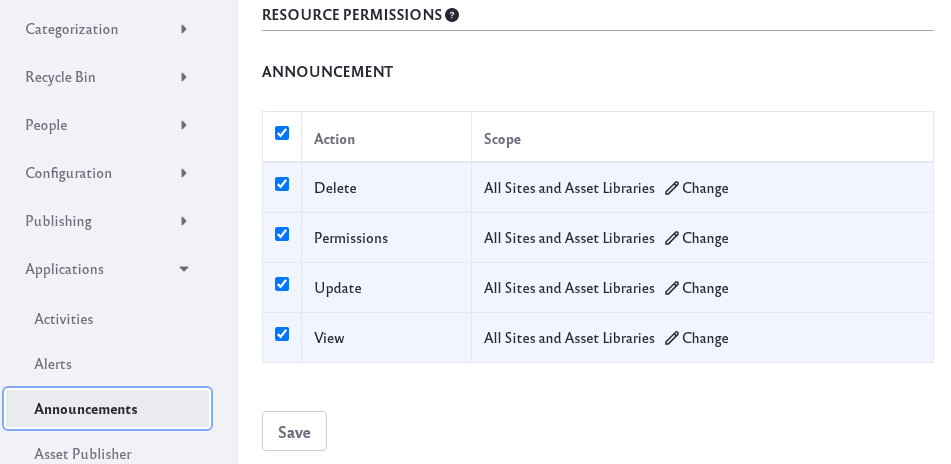 Categorization
Recycle Bin
People
Configuration
Publishing
Applications
Activities
Alerts
Announcements
Asset Publisher
RESOURCE PERMISSIONS ?
ANNOUNCEMENT
Action Scope
Delete All Sites and Asset Libraries Change
Permissions All Sites and Asset Libraries Change
Update All Sites and Asset Libraries Change
View All Sites and Asset Libraries Change
Save